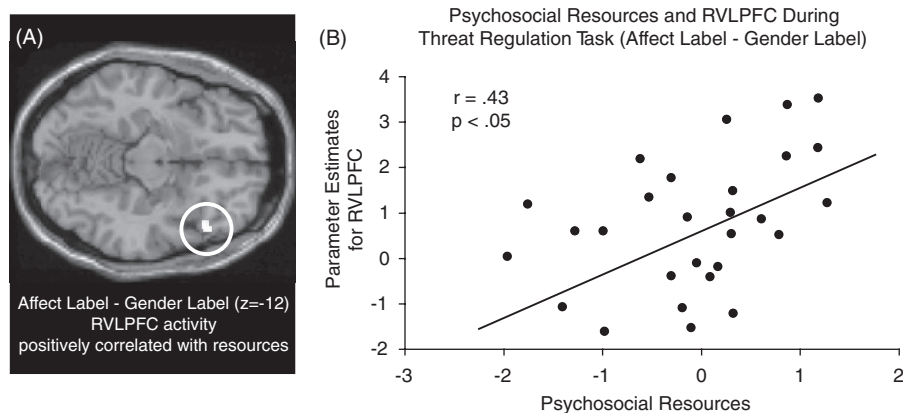 (A)
Affect Label - Gender Label (z=-12)
RVLPFC activity
positively correlated with resources
(B)
Psychosocial Resources and RVLPFC During
Threat Regulation Task (Affect Label - Gender Label)
r = .43
p < .05
Parameter Estimates
for RVLPFC
4
3
2
1
0
-1
-2
-3
-2
-1
0
1
2
Psychosocial Resources